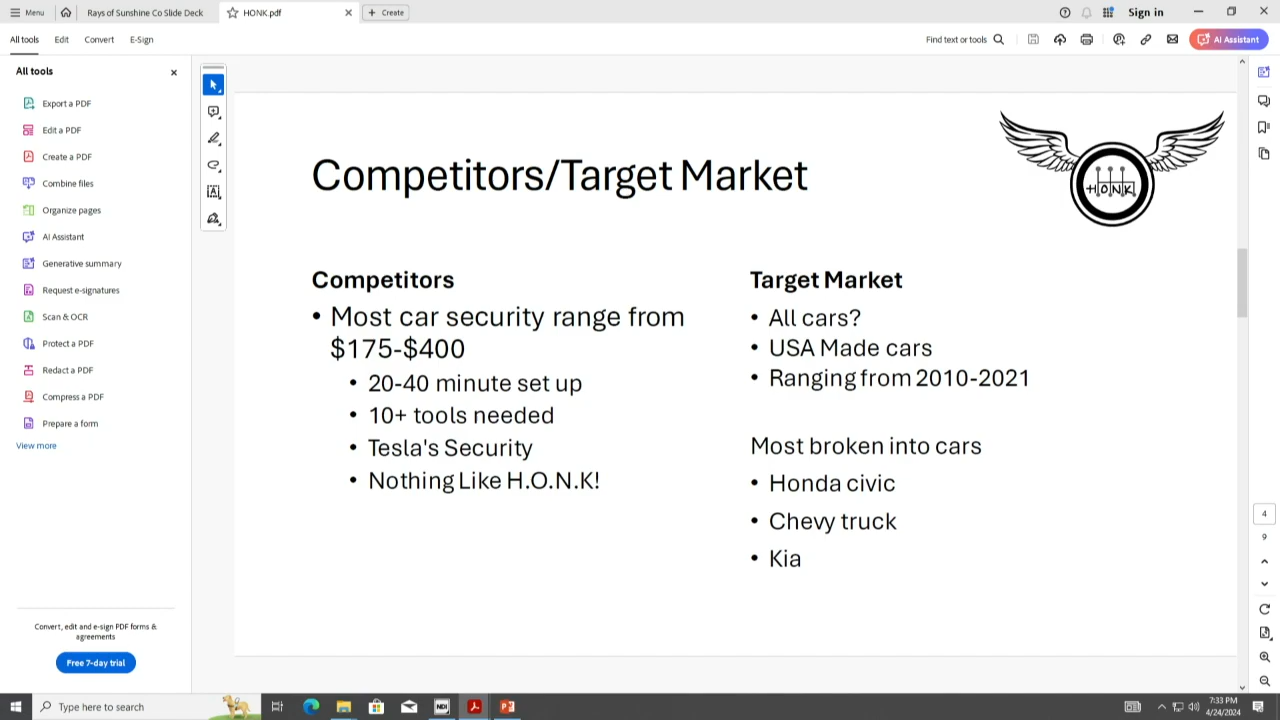 Menu
Rays of Sunshine Co Slide Deck
HONK.pdf
Create
Sign in
All tools
Edit
Convert
E-Sign
Find text or tools
AI Assistant
All tools
Export a PDF
Edit a PDF
Create a PDF
Combine files
Organize pages
AI Assistant
Generative summary
Request e-signatures
Scan & OCR
Protect a PDF
Redact a PDF
Compress a PDF
Prepare a form
View more
Convert, edit and e-sign PDF forms &
agreements
Free 7-day trial
Competitors/Target Market
HONK
Competitors
• Most car security range from
$175-$400
• 20-40 minute set up
• 10+ tools needed
• Tesla's Security
• Nothing Like H.O.N.K!
Target Market
• All cars?
• USA Made cars
• Ranging from 2010-2021
Most broken into cars
• Honda civic
• Chevy truck
• Kia
4
9
Type here to search
NDI
7:33 PM
4/24/2024